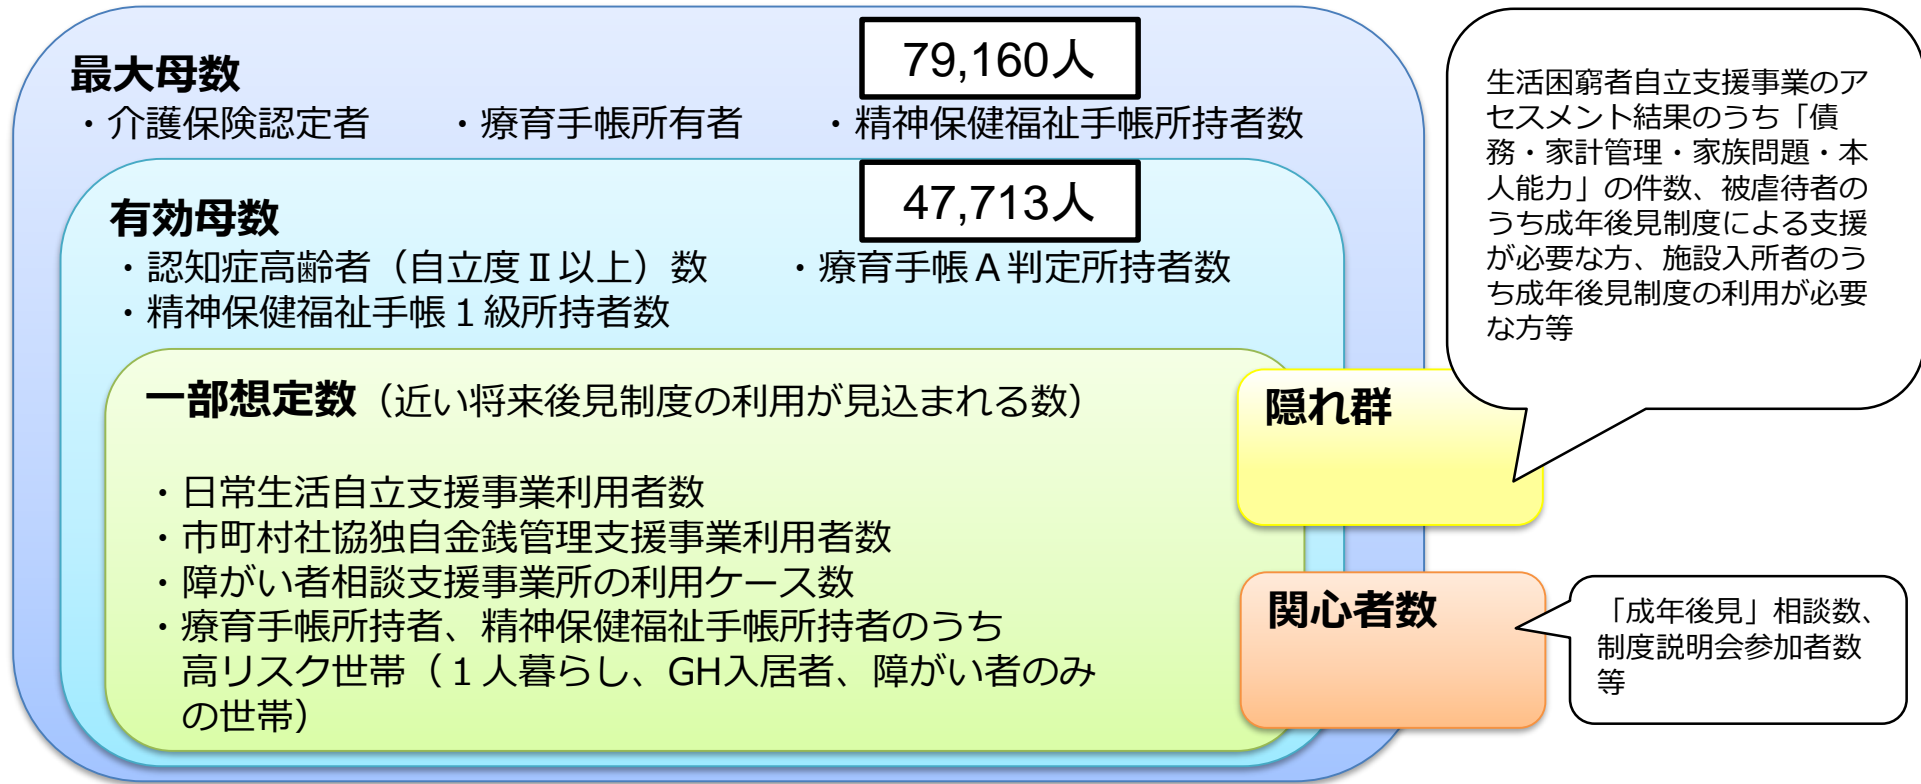 最大母数
79,160人
・介護保険認定者　・療育手帳所有者　・精神保健福祉手帳所持者数
有効母数
47,713人
・認知症高齢者（自立度Ⅱ以上）数　・療育手帳Ａ判定所持者数
・精神保健福祉手帳１級所持者数
一部想定数（近い将来後見制度の利用が見込まれる数）
・日常生活自立支援事業利用者数
・市町村社協独自金銭管理支援事業利用者数
・障がい者相談支援事業所の利用ケース数
・療育手帳所持者、精神保健福祉手帳所持者のうち
高リスク世帯（１人暮らし、GH入居者、障がい者のみ
の世帯）
隠れ群
生活困窮者自立支援事業のア
セスメント結果のうち「債
務・家計管理・家族問題・本
人能力」の件数、被虐待者の
うち成年後見制度による支援
が必要な方、施設入所者のう
ち成年後見制度の利用が必要
な方等
関心者数
「成年後見」相談数、
制度説明会参加者数
等